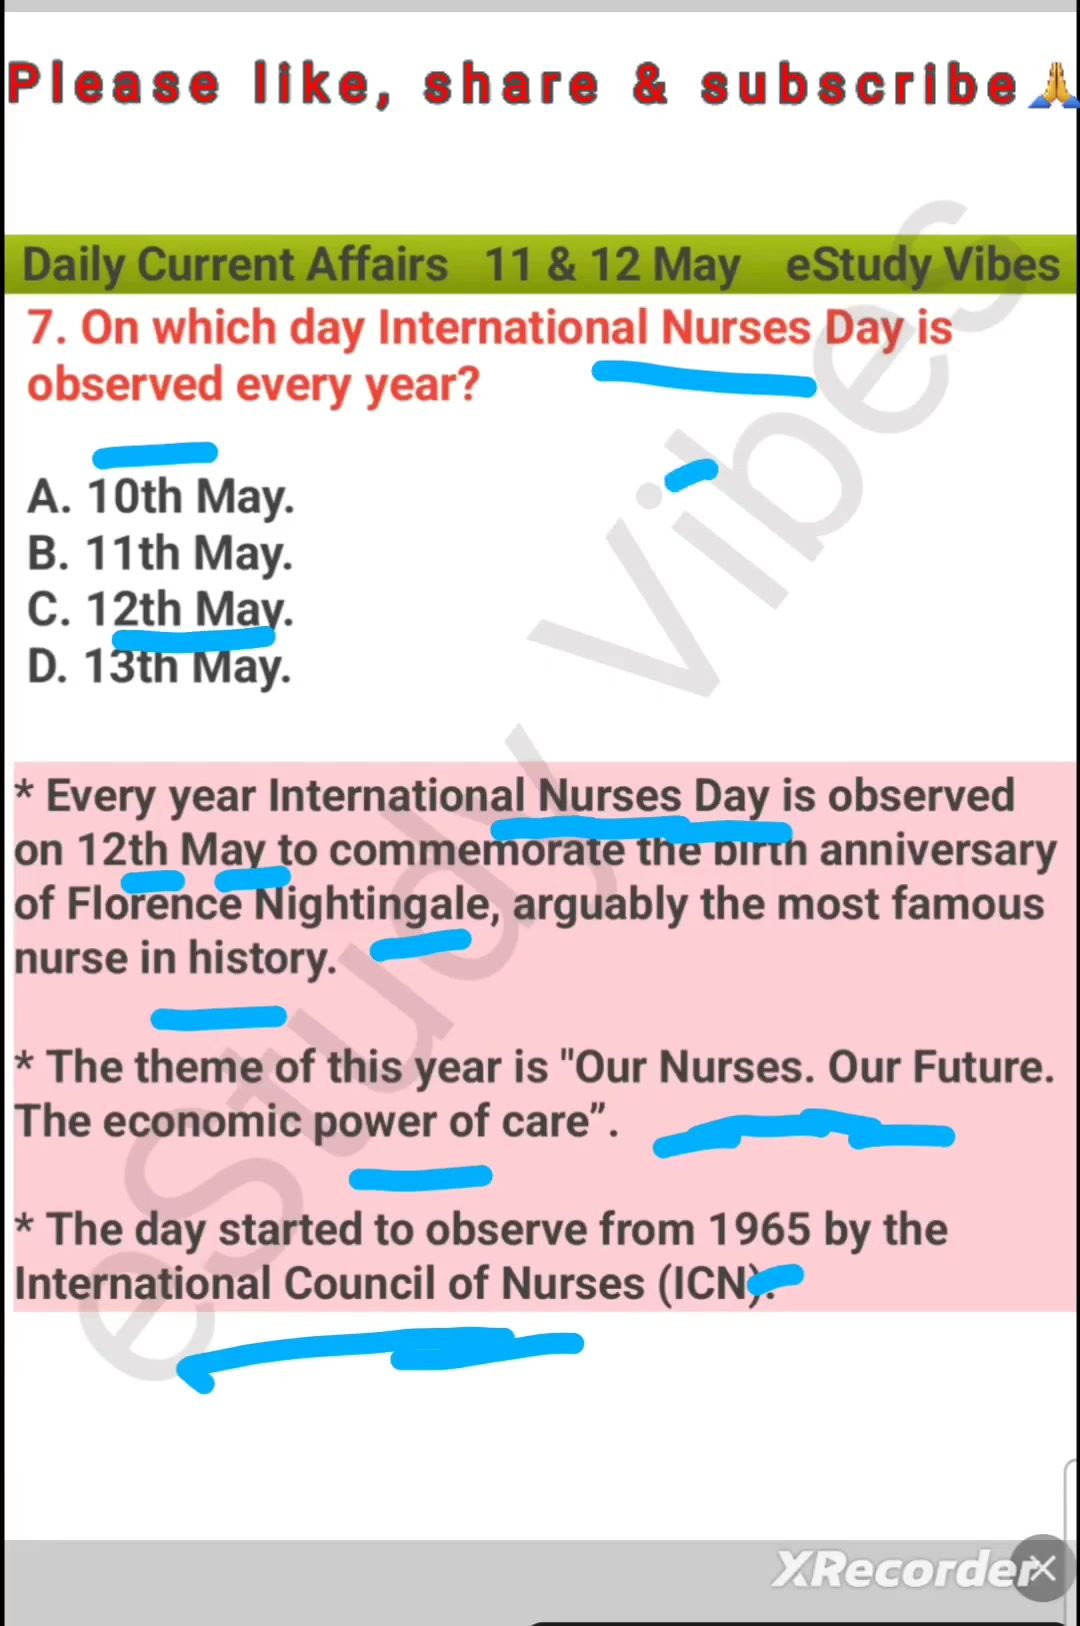 Please like, share & subscribe🙏
Daily Current Affairs 11 & 12 May eStudy Vibes
7. On which day International Nurses Day is
observed every year?
A. 10th May.
B. 11th May.
C. 12th May.
D. 13th May.
* Every year International Nurses Day is observed
on 12th May to commemorate the birth anniversary
of Florence Nightingale, arguably the most famous
nurse in history.
* The theme of this year is "Our Nurses. Our Future.
The economic power of care”.
* The day started to observe from 1965 by the
International Council of Nurses (ICN).
eStudy Vibes
XRecorder